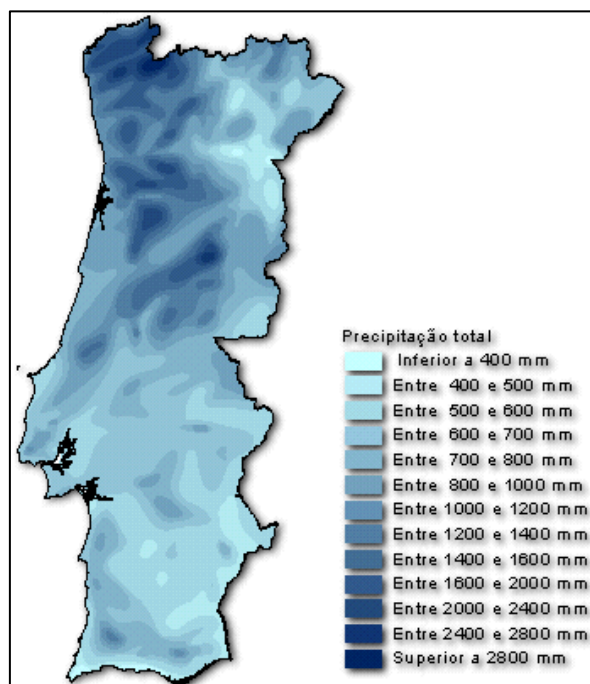 Precipitação total
Inferior a 400 mm
Entre 400 e 500 mm
Entre 500 e 600 mm
Entre 600 e 700 mm
Entre 700 e 800 mm
Entre 800 e 1000 mm
Entre 1000 e 1200 mm
Entre 1200 e 1400 mm
Entre 1400 e 1600 mm
Entre 1600 e 2000 mm
Entre 2000 e 2400 mm
Entre 2400 e 2800 mm
Superior a 2800 mm